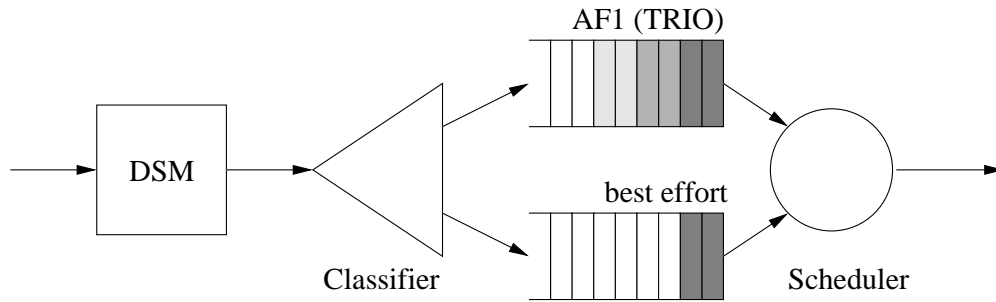 AF1 (TRIO)
DSM
best effort
Classifier
Scheduler